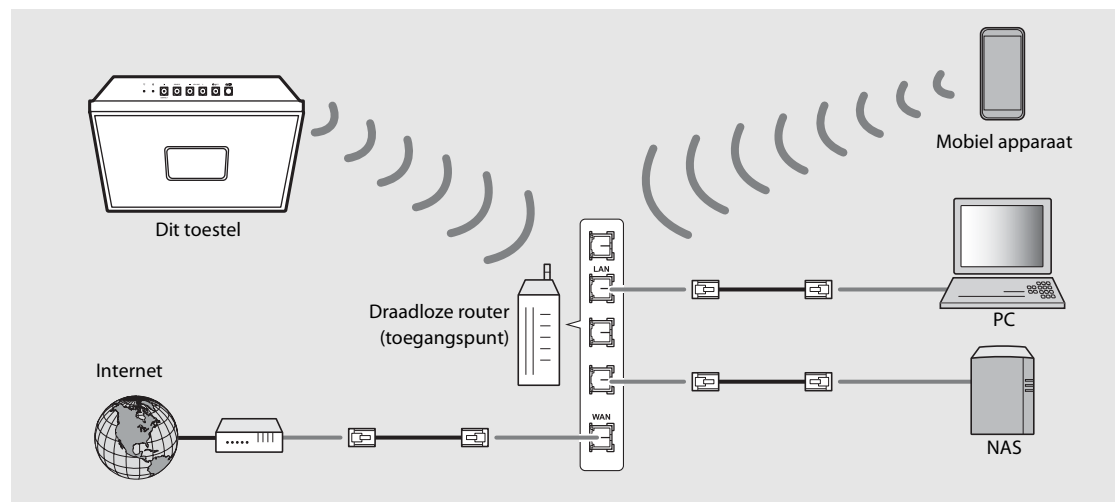 Mobiel apparaat
Dit toestel
LAN
Draadloze router
(toegangspunt)
PC
Internet
WAN
NAS